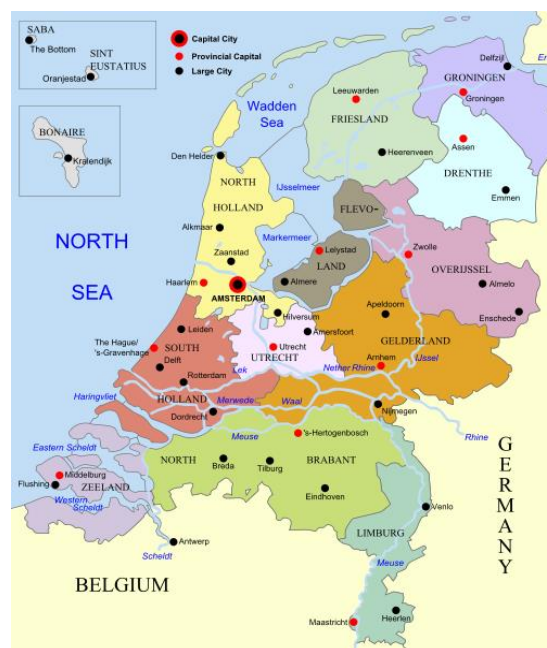 SABA
The Bottom
SINT
EUSTATIUS
Oranjestad
BONAIRE
Kralendijk
Capital City
Provincial Capital
Large City
Wadden
Sea
Leeuwarden
FRIESLAND
Heerenveen
Delfzijl
GRONINGEN
Groningen
Assen
DRENTHE
Emmen
Den Helder
NORTH
HOLLAND
IJsselmeer
Alkmaar
Markermeer
Zaanstad
Haarlem
AMSTERDAM
Hilversum
FLEVO-
LAND
Lelystad
Almere
Zwolle
OVERIJSSEL
Almelo
Enschede
Apeldoorn
GELDERLAND
Arnhem
IJssel
Nether Rhine
Nijmegen
Waal
Rhine
Amersfoort
Utrecht
UTRECHT
Lek
NORTH
SEA
Leiden
SOUTH
The Hague/
's-Gravenhage
Delft
Rotterdam
HOLLAND
Haringvliet
Merwede
Dordrecht
Meuse
's-Hertogenbosch
NORTH
BRABANT
Breda
Tilburg
Eindhoven
Eastern Scheldt
Middelburg
Flushing
ZEELAND
Western
Scheldt
Antwerp
Scheldt
Venlo
LIMBURG
Meuse
Maastricht
Heerlen
BELGIUM
GERMANY